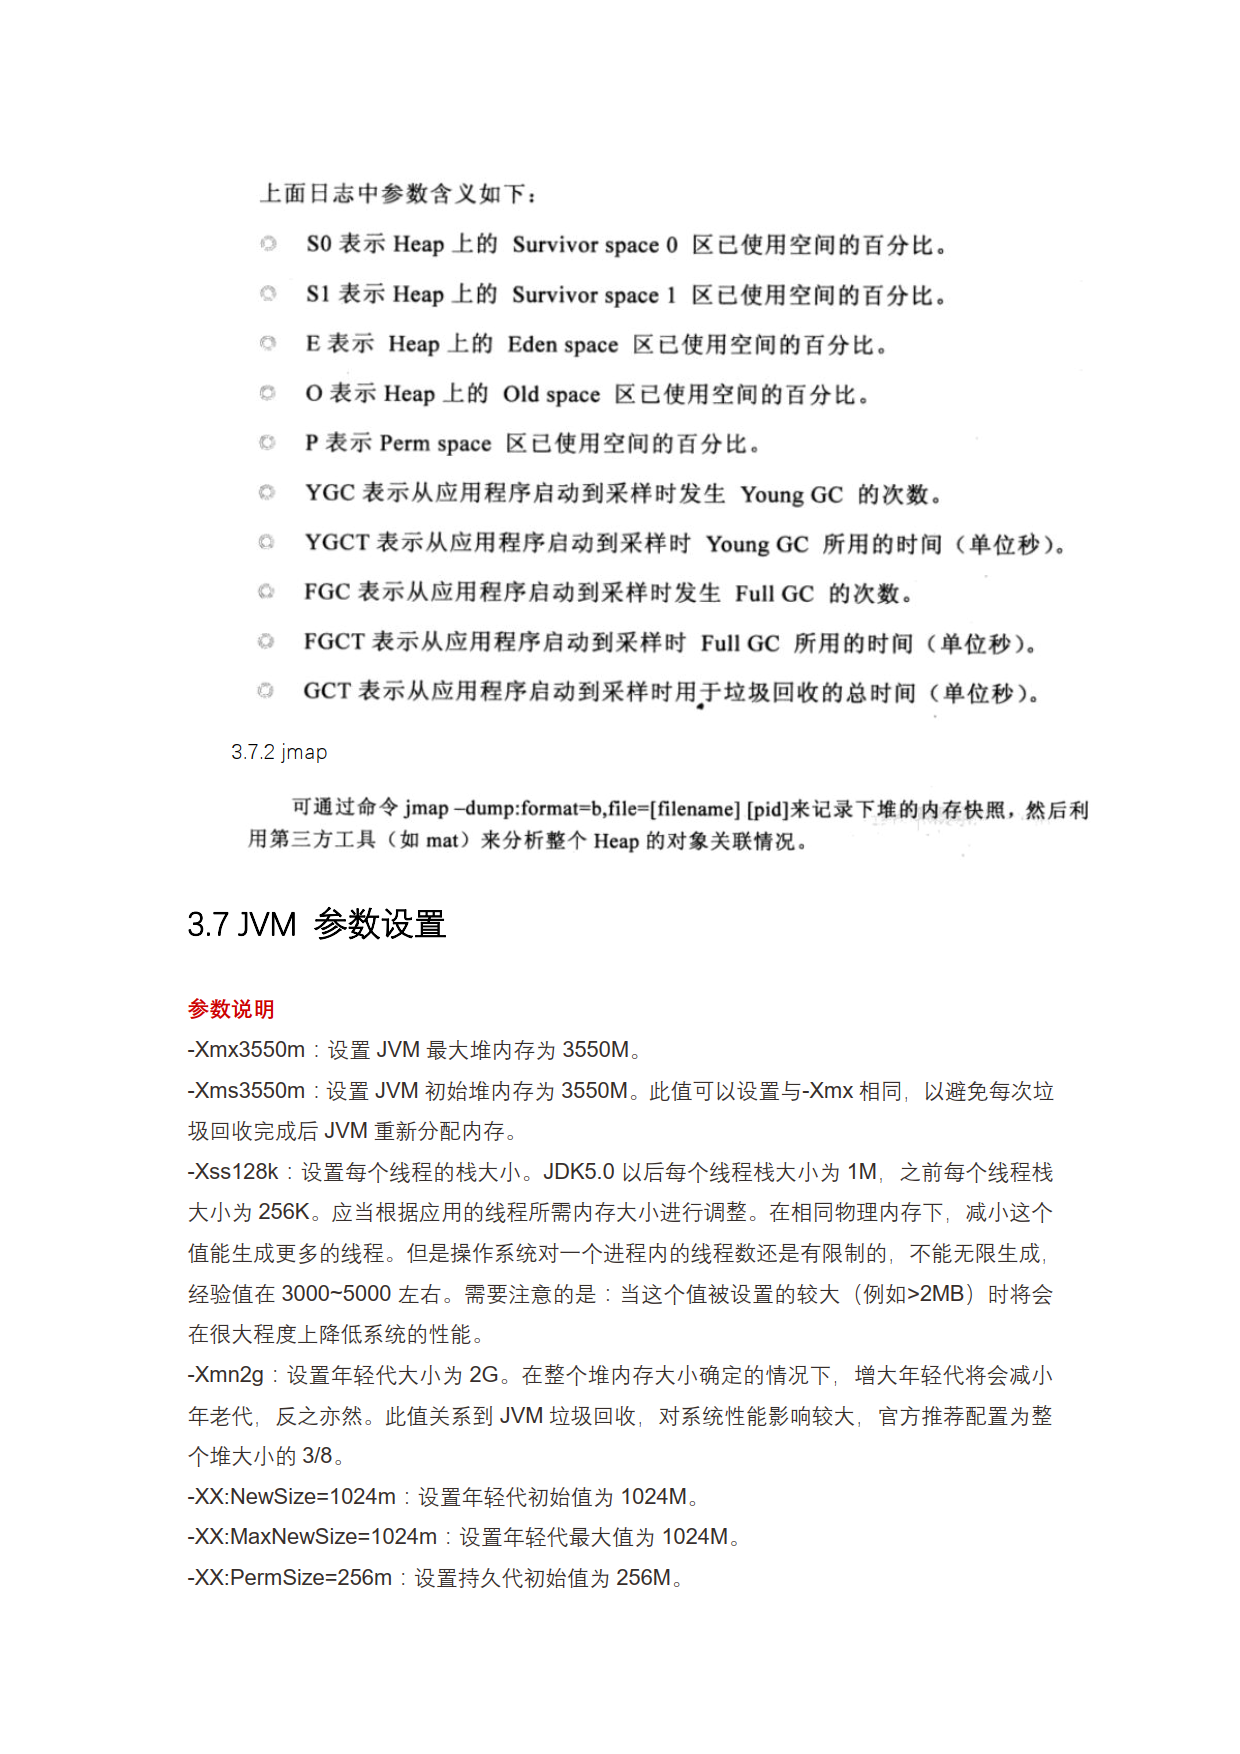 上面日志中参数含义如下：
S0 表示 Heap 上的 Survivor space 0 区已使用空间的百分比。
S1 表示 Heap 上的 Survivor space 1 区已使用空间的百分比。
E 表示 Heap 上的 Eden space 区已使用空间的百分比。
O 表示 Heap 上的 Old space 区已使用空间的百分比。
P 表示 Perm space 区已使用空间的百分比。
YGC 表示从应用程序启动到采样时发生 Young GC 的次数。
YGCT 表示从应用程序启动到采样时 Young GC 所用的时间（单位秒）。
FGC 表示从应用程序启动到采样时发生 Full GC 的次数。
FGCT 表示从应用程序启动到采样时 Full GC 所用的时间（单位秒）。
GCT 表示从应用程序启动到采样时用于垃圾回收的总时间（单位秒）。
3.7.2 jmap
可通过命令 jmap –dump:format=b,file=[filename] [pid]来记录下堆的内存快照，然后利
用第三方工具（如 mat）来分析整个 Heap 的对象关联情况。
3.7 JVM 参数设置
参数说明
-Xmx3550m：设置 JVM 最大堆内存为 3550M。
-Xms3550m：设置 JVM 初始堆内存为 3550M。此值可以设置与-Xmx 相同，以避免每次垃
圾回收完成后 JVM 重新分配内存。
-Xss128k：设置每个线程的栈大小。JDK5.0 以后每个线程栈大小为 1M，之前每个线程栈
大小为 256K。应当根据应用的线程所需内存大小进行调整。在相同物理内存下，减小这个
值能生成更多的线程。但是操作系统对一个进程内的线程数还是有限制的，不能无限生成，
经验值在 3000~5000 左右。需要注意的是：当这个值被设置的较大（例如>2MB）时将会
在很大程度上降低系统的性能。
-Xmn2g：设置年轻代大小为 2G。在整个堆内存大小确定的情况下，增大年轻代将会减小
年老代，反之亦然。此值关系到 JVM 垃圾回收，对系统性能影响较大，官方推荐配置为整
个堆大小的 3/8。
-XX:NewSize=1024m：设置年轻代初始值为 1024M。
-XX:MaxNewSize=1024m：设置年轻代最大值为 1024M。
-XX:PermSize=256m：设置持久代初始值为 256M。